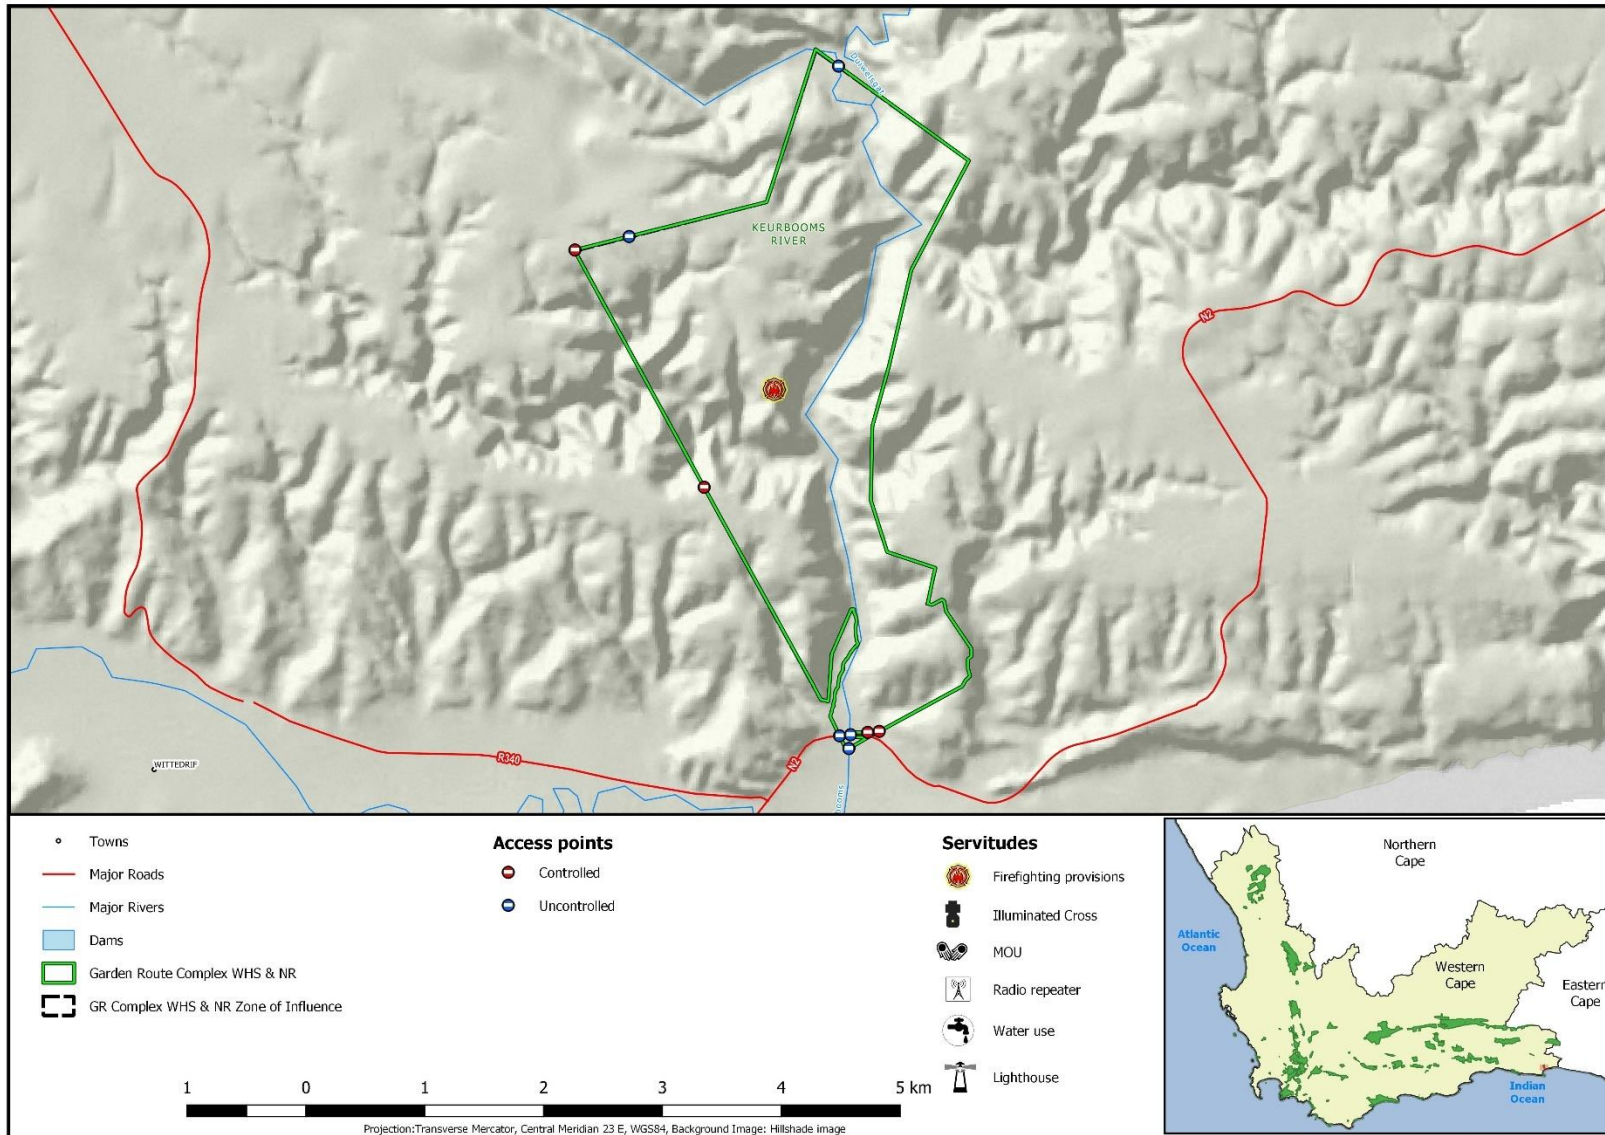 Duiwelsgat
KEURBOOMS
RIVER
N2
WITTEDRIF
R340
N2
Towns
Major Roads
Major Rivers
Dams
Garden Route Complex WHS & NR
GR Complex WHS & NR Zone of Influence
Access points
Controlled
Uncontrolled
Servitudes
Firefighting provisions
Illuminated Cross
MOU
Radio repeater
Water use
Lighthouse
1 0 1 2 3 4 5 km
Projection:Transverse Mercator, Central Meridian 23 E, WGS84, Background Image: Hillshade image
Northern
Cape
Atlantic
Ocean
Western
Cape
Eastern
Cape
Indian
Ocean